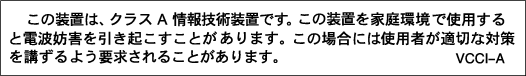 この装置は、クラス A 情報技術装置です。この装置を家庭環境で使用する
と電波妨害を引き起こすことがあります。この場合には使用者が適切な対策
を講ずるよう要求されることがあります。 VCCI-A